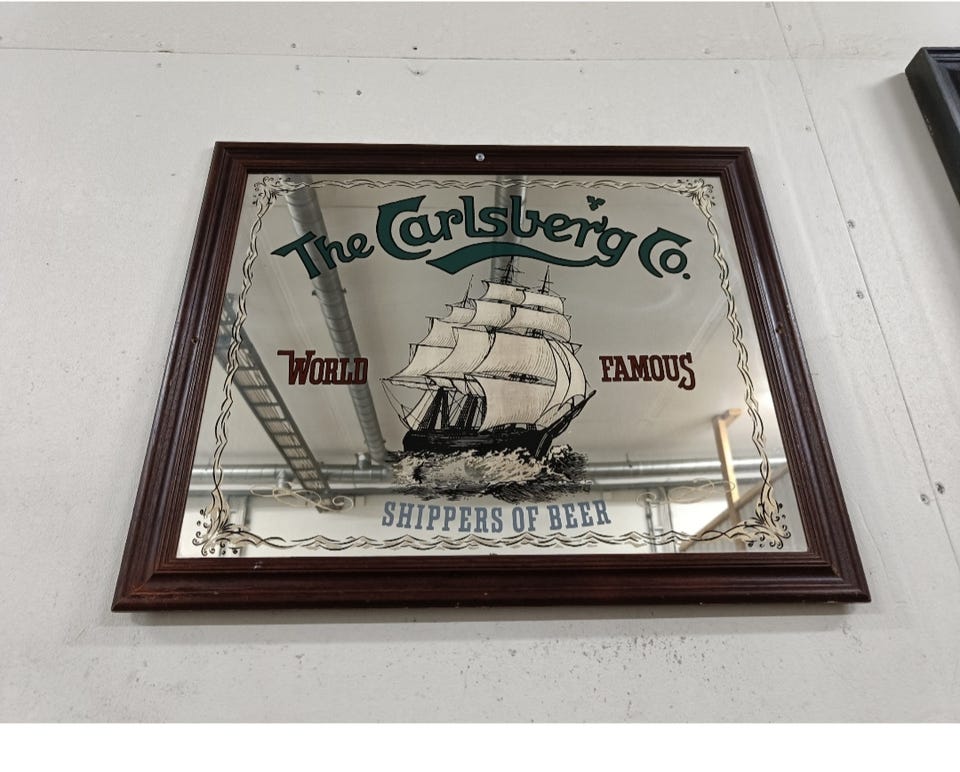 The Carlsberg Co.
WORLD FAMOUS
SHIPPERS OF BEER